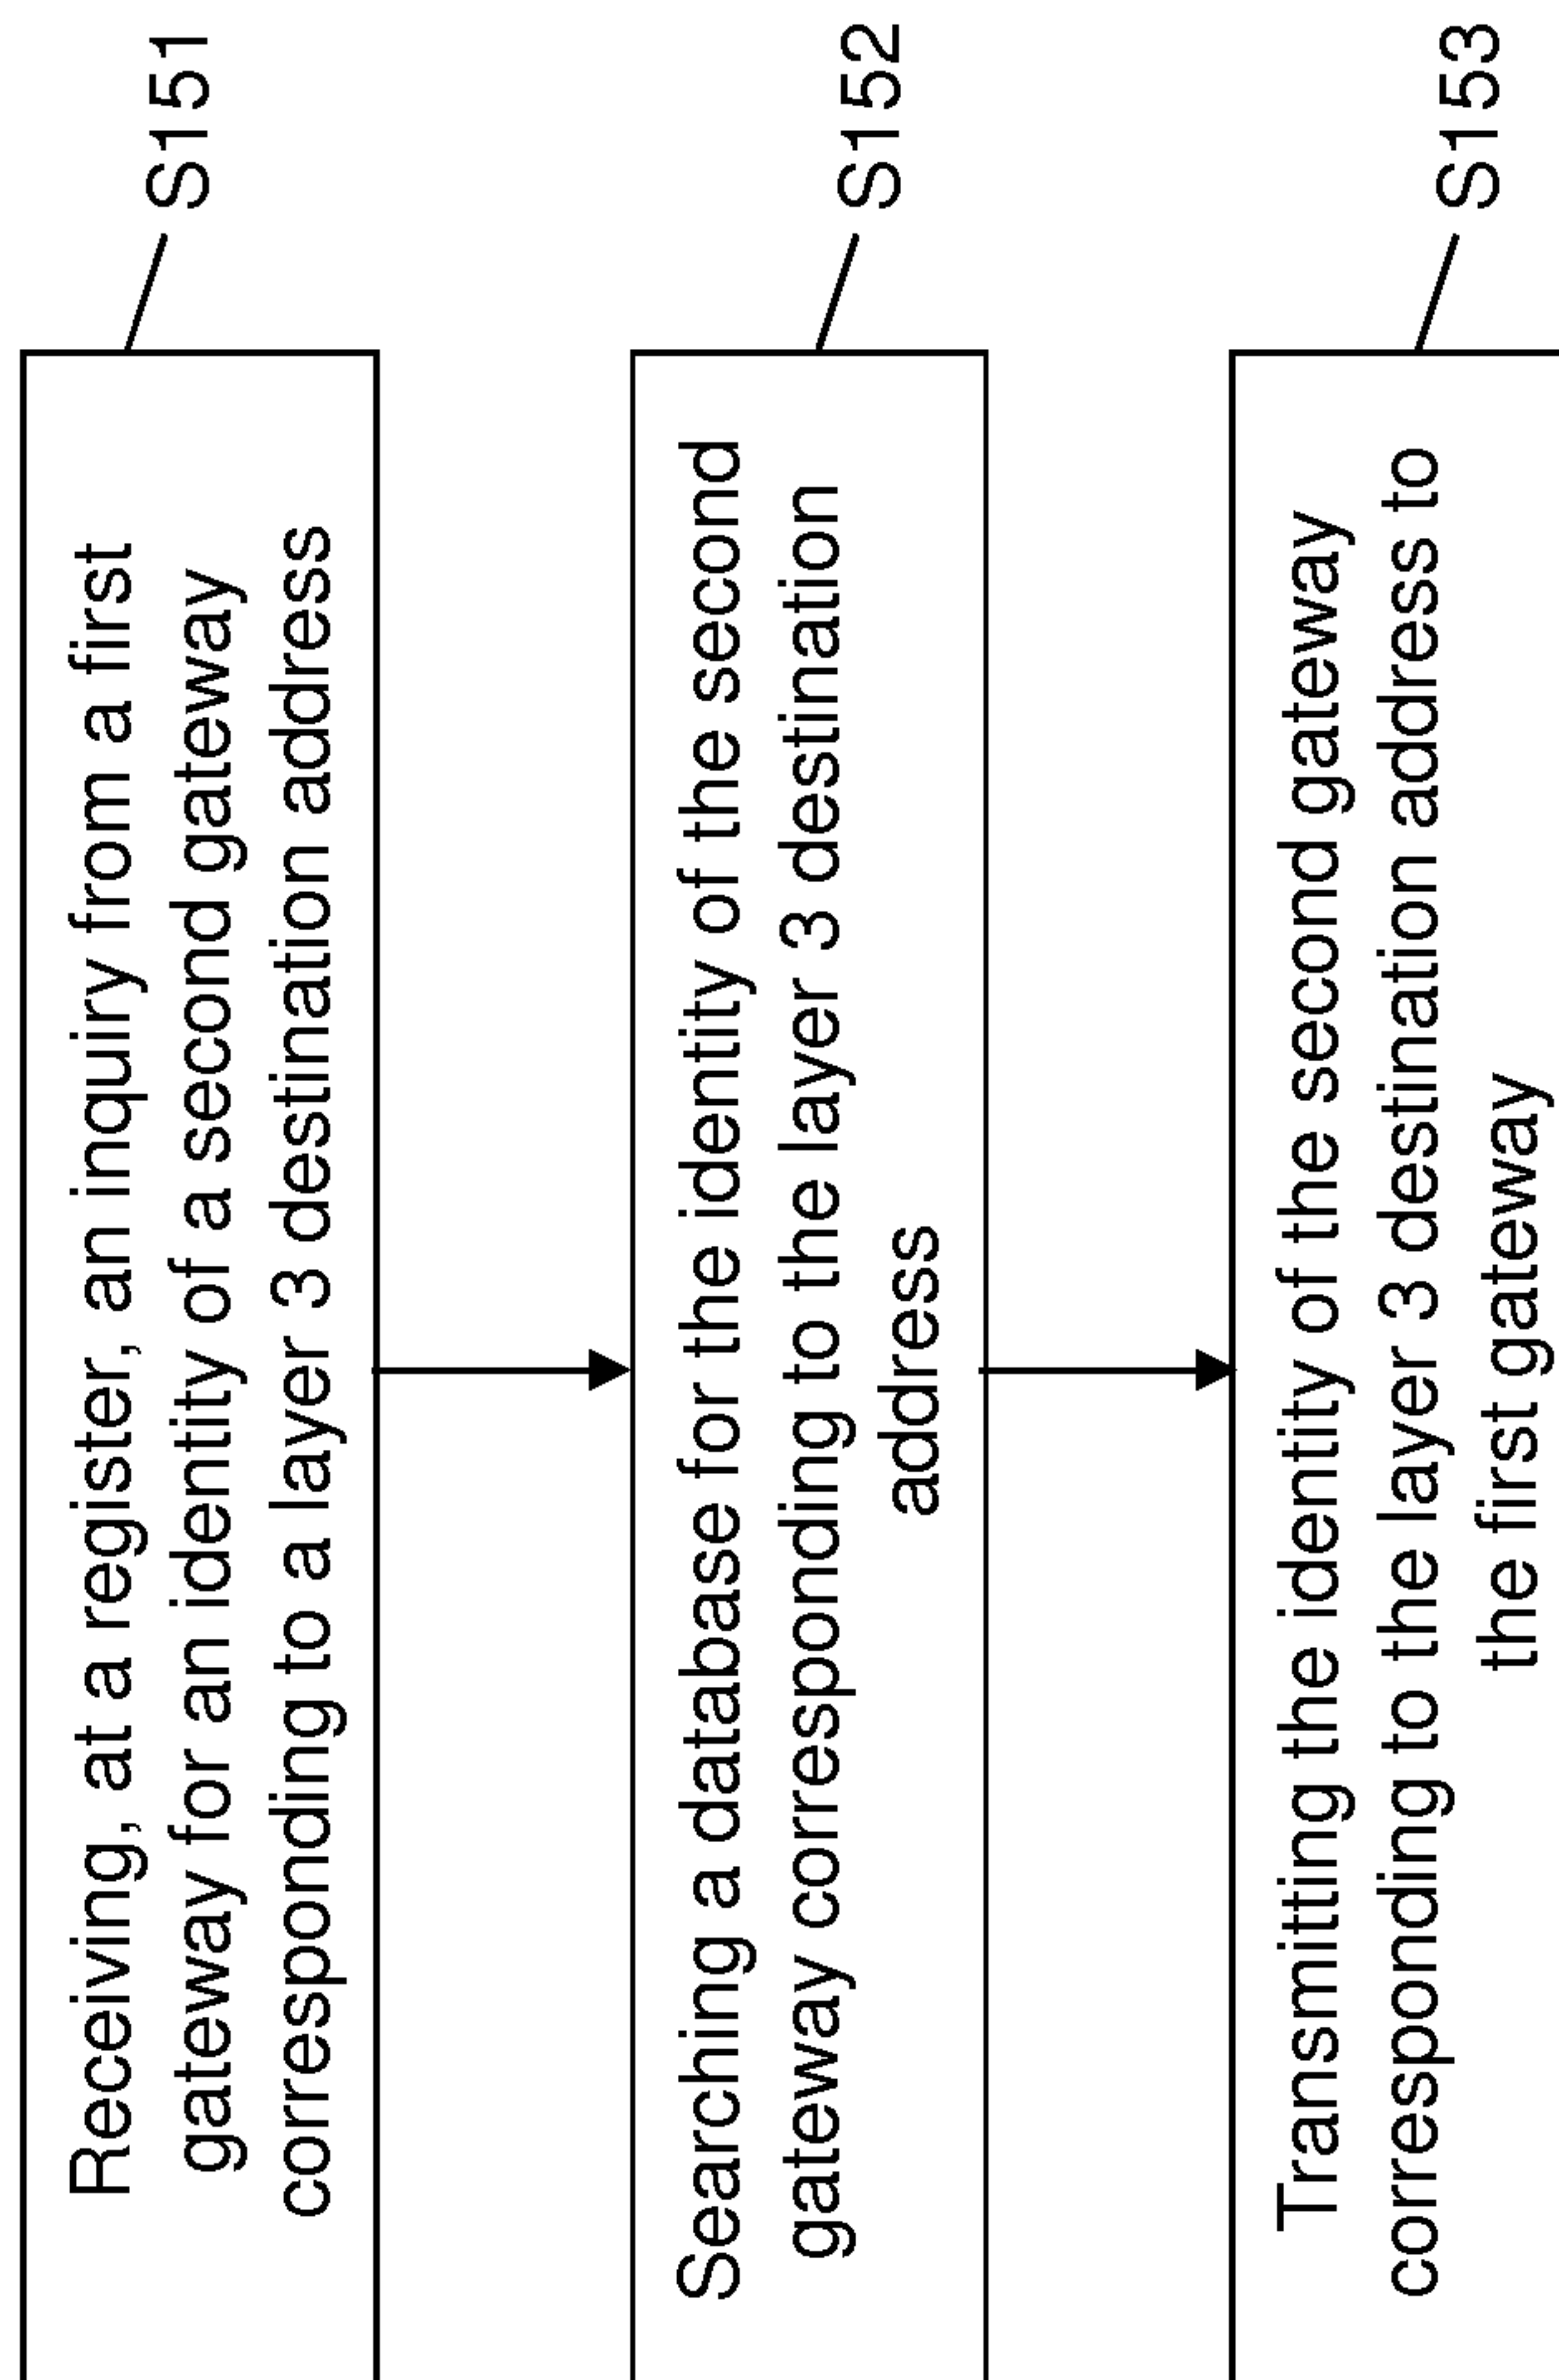 Receiving, at a register, an inquiry from a first
gateway for an identity of a second gateway
corresponding to a layer 3 destination address
S151
Searching a database for the identity of the second
gateway corresponding to the layer 3 destination
address
S152
Transmitting the identity of the second gateway
corresponding to the layer 3 destination address to
the first gateway
S153